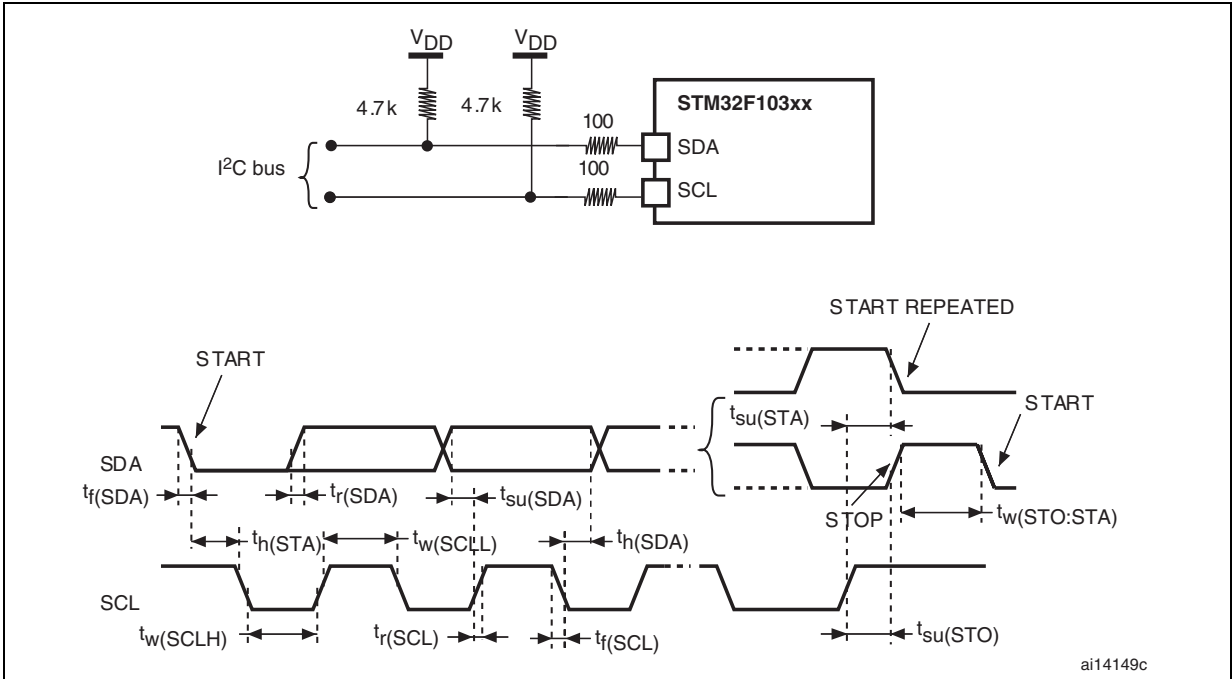 VDD VDD
4.7k 4.7k
STM32F103xx
100
SDA
I²C bus
100
SCL
START REPEATED
START
tsu(STA)
START
SDA
tf(SDA) tr(SDA) tsu(SDA)
STOP
tw(STO:STA)
th(STA) tw(SCLL) th(SDA)
SCL
tw(SCLH) tr(SCL) tf(SCL) tsu(STO)
ai14149c